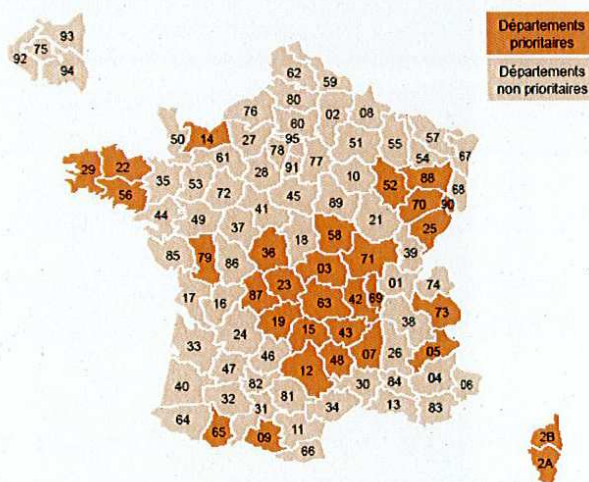 93
92 75
94
Départements
prioritaires
Départements
non prioritaires
62 59
80
76 02 08
60
50 14 27 95 51 55 57
78 54 67
61 77
29 22 28 91 10 88
35 53 52 68
56 72 45 89 70 90
44 49 41 21
37 58 25
18
85 79 86 36 71 39
03
23 01 74
17 16 87 63 42 69
38 73
19 15 43
24 07 05
33 46 48 26
47 12
40 82 30 84 04 06
32 81
64 31 34 13 83
65 09 11
66
2B
2A